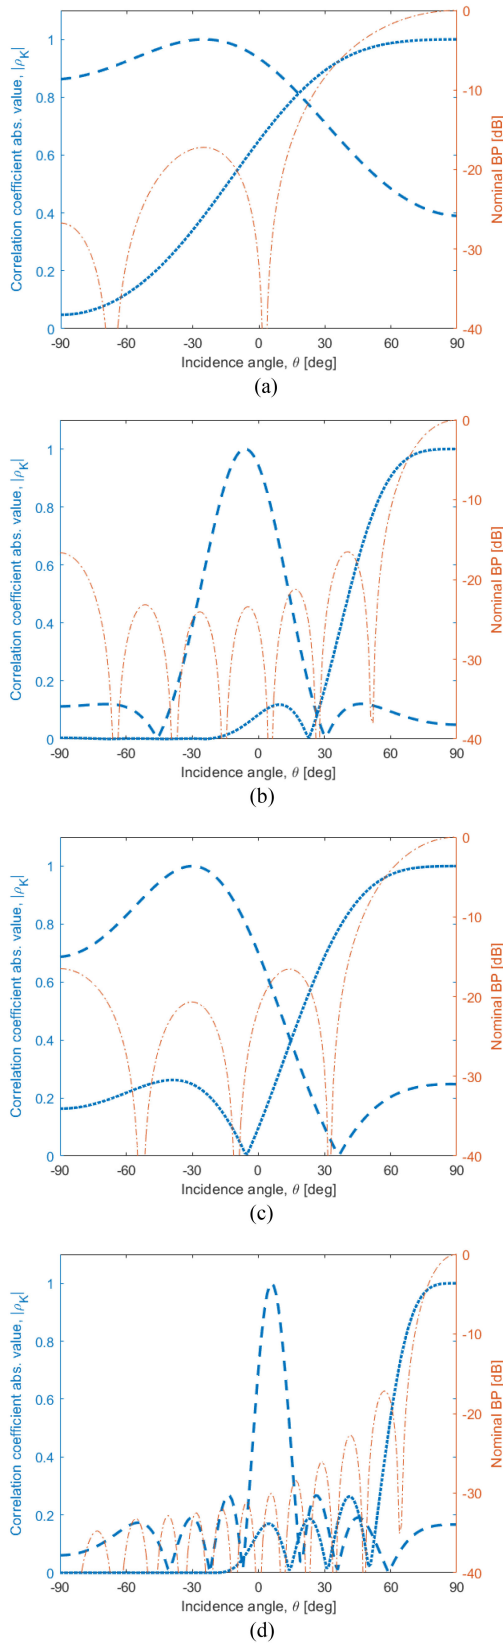 Correlation coefficient abs. value, |ρK|
1
0.8
0.6
0.4
0.2
0
0
-10
-20
-30
-40
Nominal BP [dB]
-90 -60 -30 0 30 60 90
Incidence angle, θ [deg]
(a)
Correlation coefficient abs. value, |ρK|
1
0.8
0.6
0.4
0.2
0
0
-10
-20
-30
-40
Nominal BP [dB]
-90 -60 -30 0 30 60 90
Incidence angle, θ [deg]
(b)
Correlation coefficient abs. value, |ρK|
1
0.8
0.6
0.4
0.2
0
0
-10
-20
-30
-40
Nominal BP [dB]
-90 -60 -30 0 30 60 90
Incidence angle, θ [deg]
(c)
Correlation coefficient abs. value, |ρK|
1
0.8
0.6
0.4
0.2
0
0
-10
-20
-30
-40
Nominal BP [dB]
-90 -60 -30 0 30 60 90
Incidence angle, θ [deg]
(d)